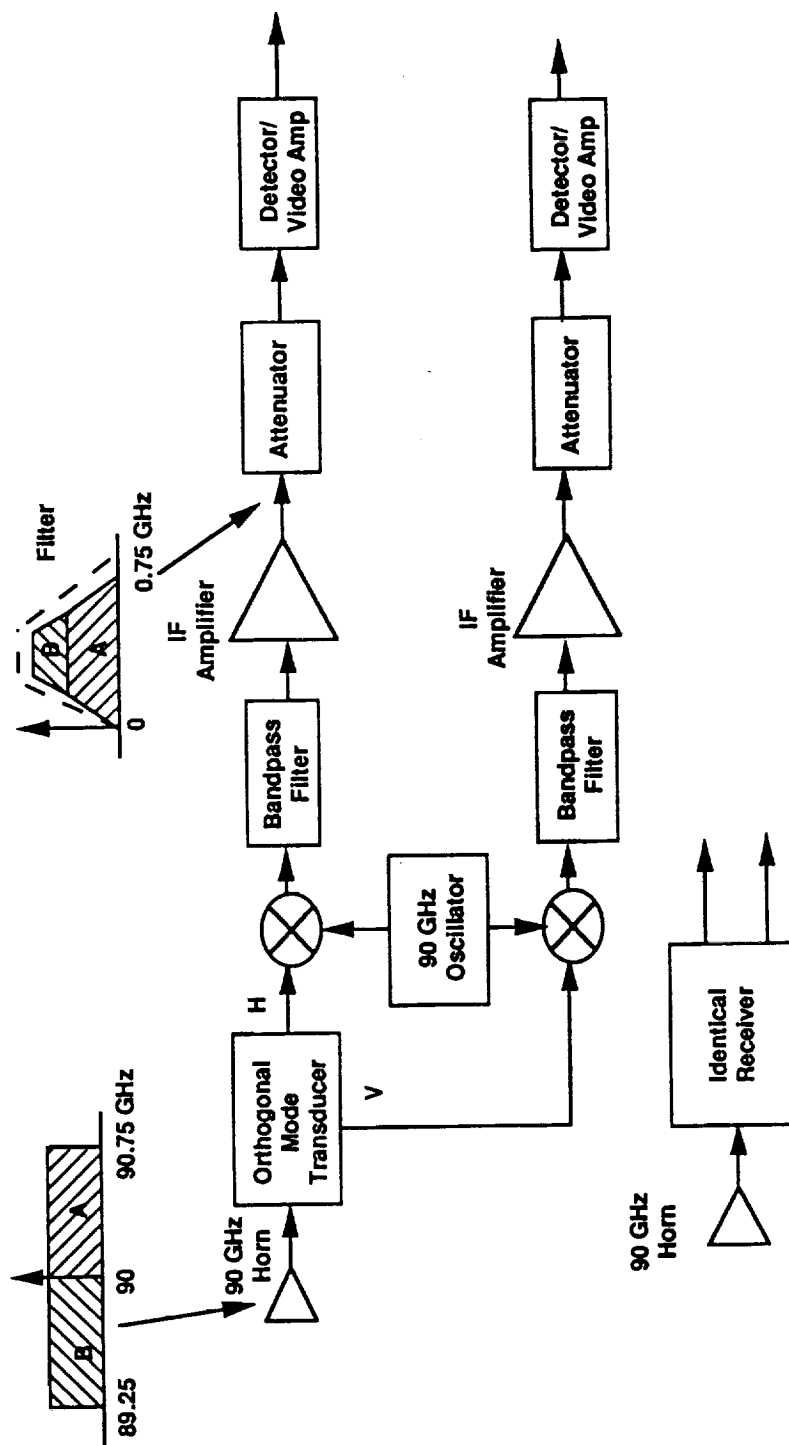 B
A
89.25
90
90.75 GHz
B
A
Filter
0
0.75 GHz
90 GHz
Horn
Orthogonal
Mode
Transducer
H
V
90 GHz
Oscillator
Bandpass
Filter
IF
Amplifier
Attenuator
Detector/
Video Amp
Bandpass
Filter
IF
Amplifier
Attenuator
Detector/
Video Amp
90 GHz
Horn
Identical
Receiver